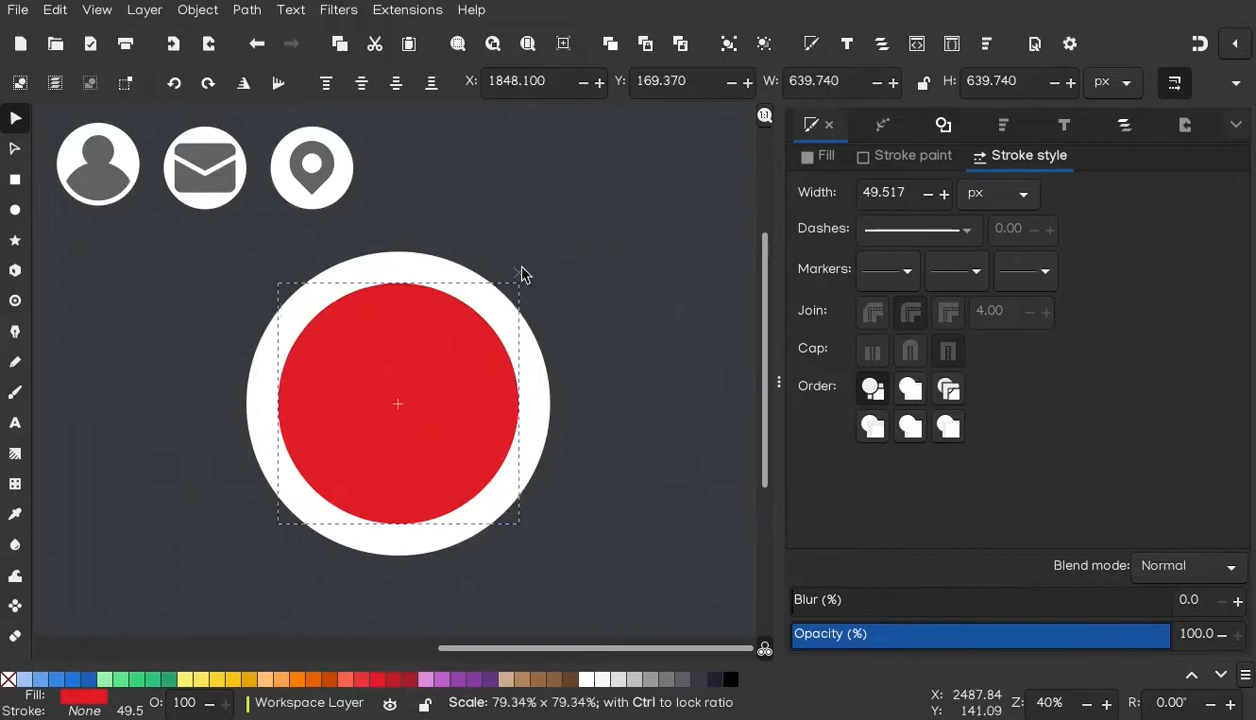 File Edit View Layer Object Path Text Filters Extensions Help
X: 1848.100 Y: 169.370 W: 639.740 H: 639.740 px
Fill Stroke paint Stroke style
Width: 49.517 px
Dashes: 0.00
Markers:
Join: 4.00
Cap:
Order:
Blend mode: Normal
Blur (%) 0.0
Opacity (%) 100.0
Fill: O: 100 Workspace Layer Scale: 79.34% x 79.34%; with Ctrl to lock ratio X: 2487.84 Z: 40% R: 0.00°
Stroke: None 49.5 Y: 141.09